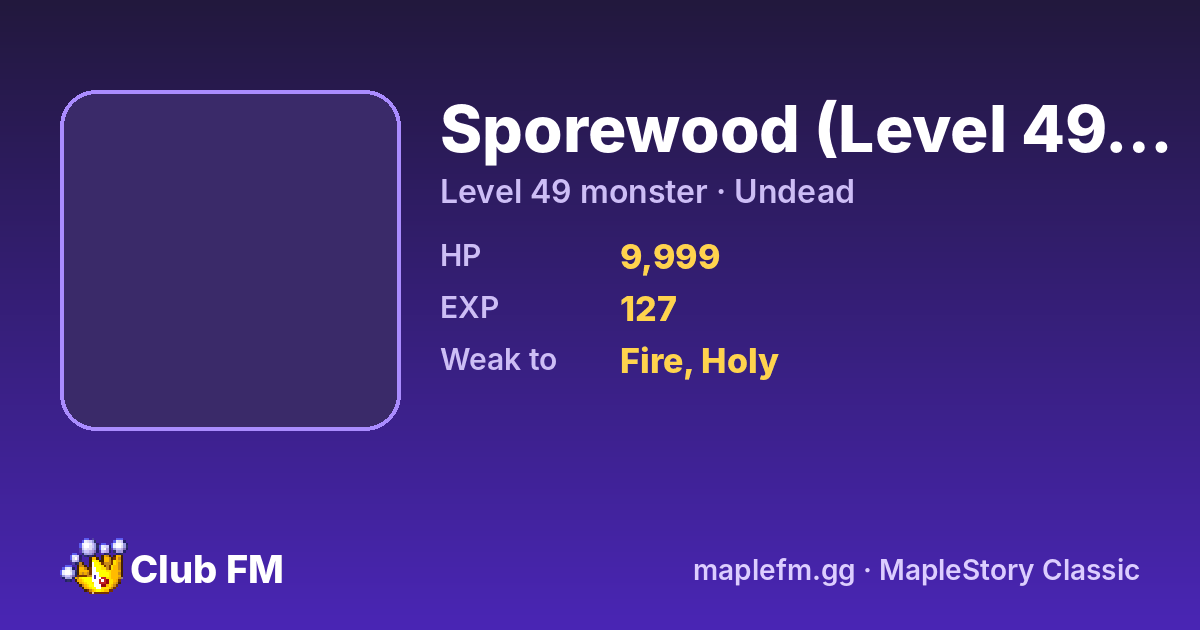 Sporewood (Level 49...
Level 49 monster · Undead
HP 9,999
EXP 127
Weak to Fire, Holy
Club FM
maplefm.gg · MapleStory Classic